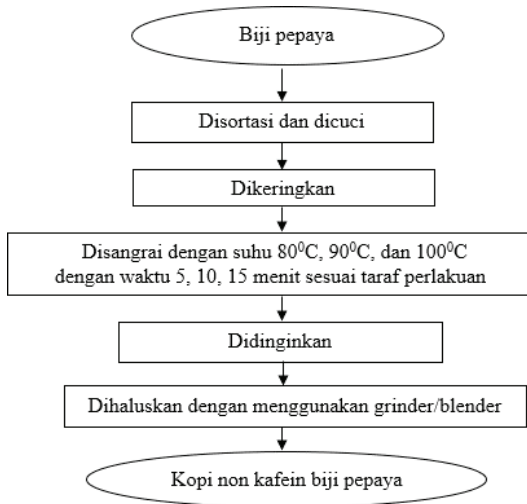 Biji pepaya
Disortasi dan dicuci
Dikeringkan
Disangrai dengan suhu 80⁰C, 90⁰C, dan 100⁰C
dengan waktu 5, 10, 15 menit sesuai taraf perlakuan
Didinginkan
Dihaluskan dengan menggunakan grinder/blender
Kopi non kafein biji pepaya